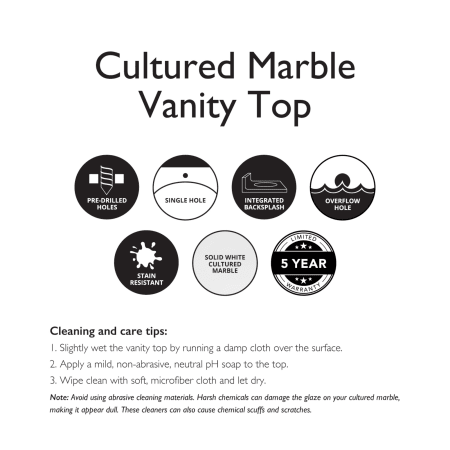 Cultured Marble
Vanity Top
PRE-DRILLED
HOLES
SINGLE HOLE
INTEGRATED
BACKSPLASH
OVERFLOW
HOLE
STAIN
RESISTANT
SOLID WHITE
CULTURED
MARBLE
LIMITED
5 YEAR
WARRANTY
Cleaning and care tips:
1. Slightly wet the vanity top by running a damp cloth over the surface.
2. Apply a mild, non-abrasive, neutral pH soap to the top.
3. Wipe clean with soft, microfiber cloth and let dry.
Note: Avoid using abrasive cleaning materials. Harsh chemicals can damage the glaze on your cultured marble,
making it appear dull. These cleaners can also cause chemical scuffs and scratches.